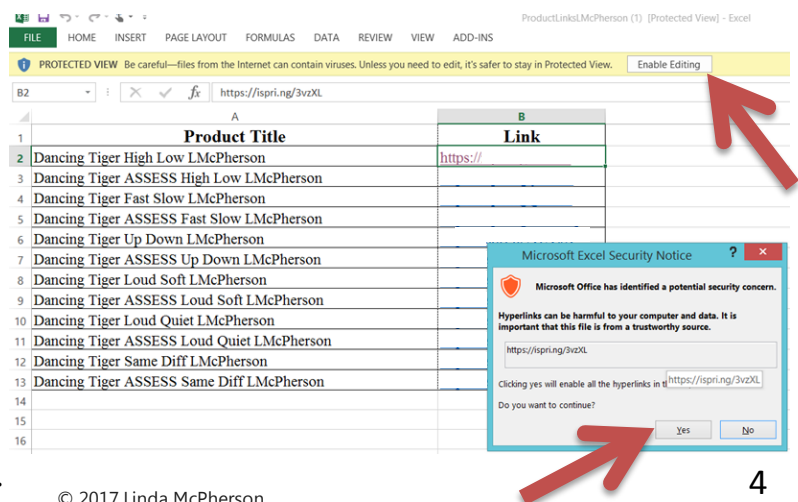 ProductLinksLMcPherson (1) [Protected View] - Excel
FILE HOME INSERT PAGE LAYOUT FORMULAS DATA REVIEW VIEW ADD-INS
PROTECTED VIEW Be careful—files from the Internet can contain viruses. Unless you need to edit, it's safer to stay in Protected View. Enable Editing
B2 fx https://ispri.ng/3vzXL
A B
1 Product Title Link
2 Dancing Tiger High Low LMcPherson https://
3 Dancing Tiger ASSESS High Low LMcPherson
4 Dancing Tiger Fast Slow LMcPherson
5 Dancing Tiger ASSESS Fast Slow LMcPherson
6 Dancing Tiger Up Down LMcPherson
7 Dancing Tiger ASSESS Up Down LMcPherson
8 Dancing Tiger Loud Soft LMcPherson
9 Dancing Tiger ASSESS Loud Soft LMcPherson
10 Dancing Tiger Loud Quiet LMcPherson
11 Dancing Tiger ASSESS Loud Quiet LMcPherson
12 Dancing Tiger Same Diff LMcPherson
13 Dancing Tiger ASSESS Same Diff LMcPherson
14
15
16
Microsoft Excel Security Notice ? ×
Microsoft Office has identified a potential security concern.
Hyperlinks can be harmful to your computer and data. It is
important that this file is from a trustworthy source.
https://ispri.ng/3vzXL
Clicking yes will enable all the hyperlinks in https://ispri.ng/3vzXL
Do you want to continue?
Yes No
© 2017 Linda McPherson
4